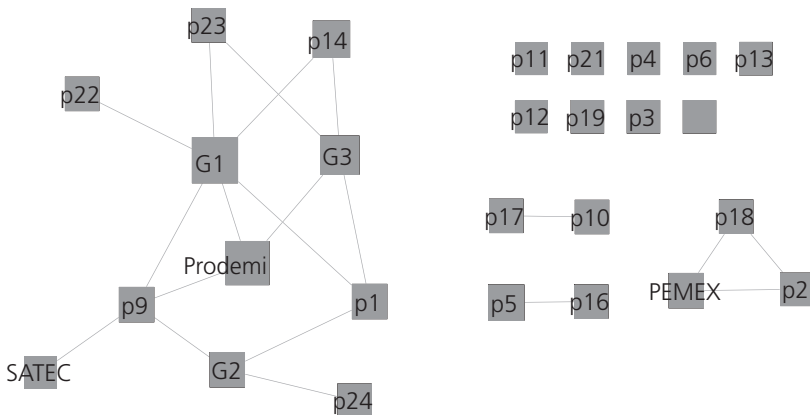 p23
p14
p22
G1
G3
Prodemi
p9
p1
SATEC
G2
p24
p11 p21 p4 p6 p13
p12 p19 p3
p17 p10
p18
PEMEX p2
p5 p16